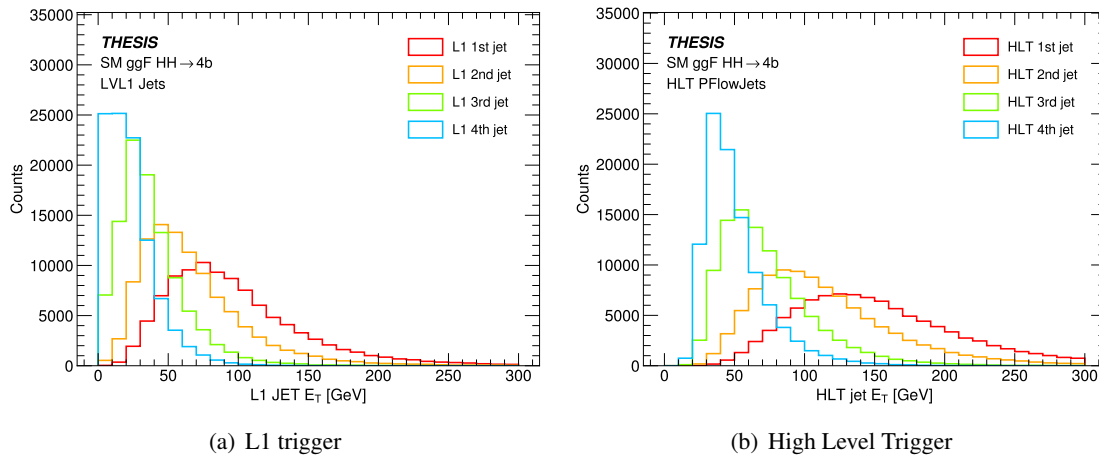 THESIS
SM ggF HH→4b
LVL1 Jets
L1 1st jet
L1 2nd jet
L1 3rd jet
L1 4th jet
Counts
35000
30000
25000
20000
15000
10000
5000
0
0 50 100 150 200 250 300
L1 JET E_T [GeV]
(a) L1 trigger
THESIS
SM ggF HH→4b
HLT PFlowJets
HLT 1st jet
HLT 2nd jet
HLT 3rd jet
HLT 4th jet
Counts
35000
30000
25000
20000
15000
10000
5000
0
0 50 100 150 200 250 300
HLT jet E_T [GeV]
(b) High Level Trigger